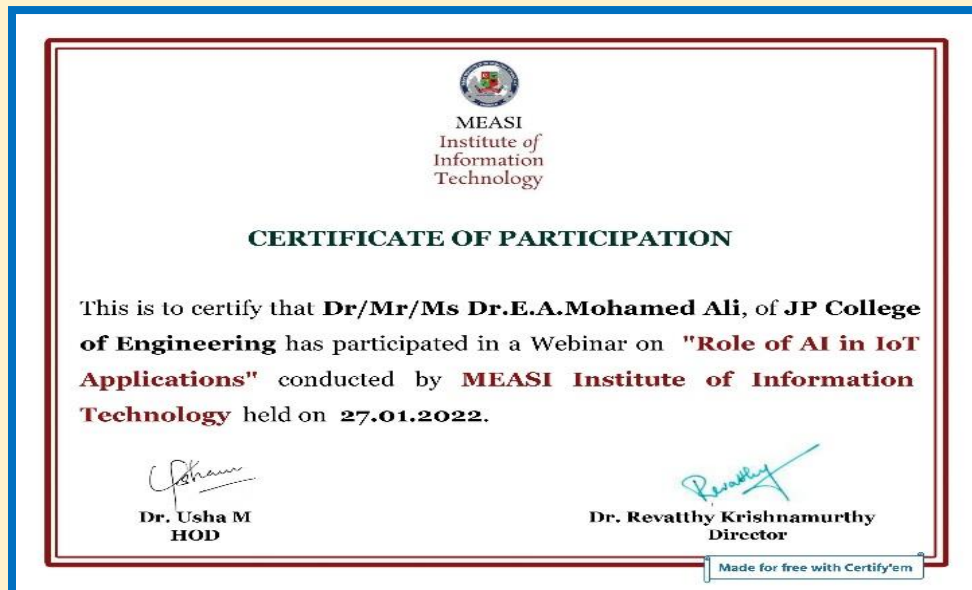 MEASI
Institute of
Information
Technology
CERTIFICATE OF PARTICIPATION
This is to certify that Dr/Mr/Ms Dr.E.A.Mohamed Ali, of JP College
of Engineering has participated in a Webinar on "Role of AI in IoT
Applications" conducted by MEASI Institute of Information
Technology held on 27.01.2022.
Revatthy
Dr. Usha M
HOD
Dr. Revatthy Krishnamurthy
Director
Made for free with Certify'em